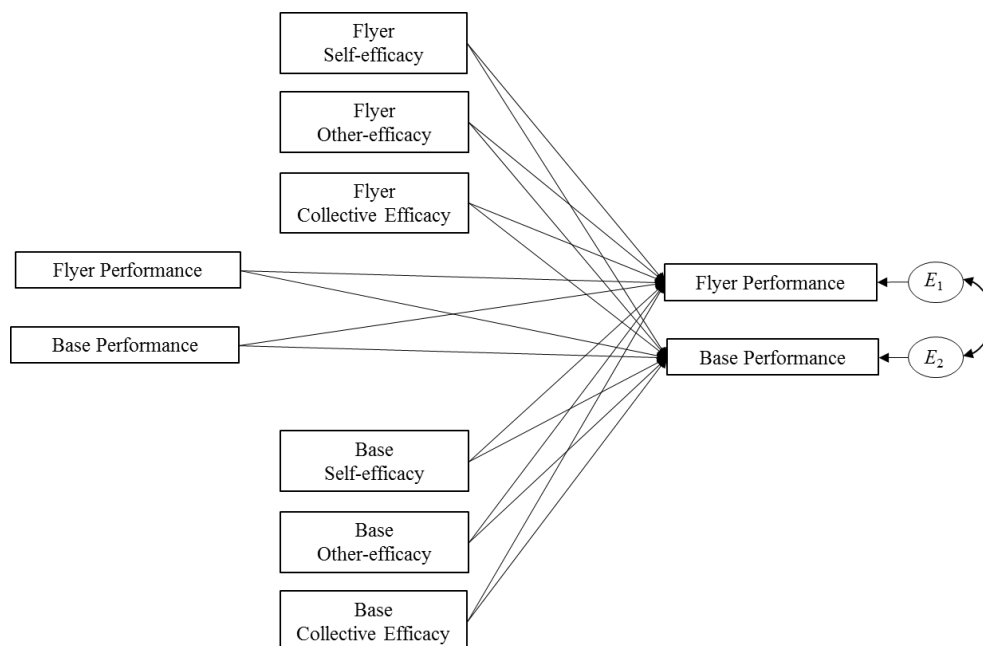 Flyer
Self-efficacy
Flyer
Other-efficacy
Flyer
Collective Efficacy
Flyer Performance
Base Performance
Flyer Performance
E1
Base Performance
E2
Base
Self-efficacy
Base
Other-efficacy
Base
Collective Efficacy